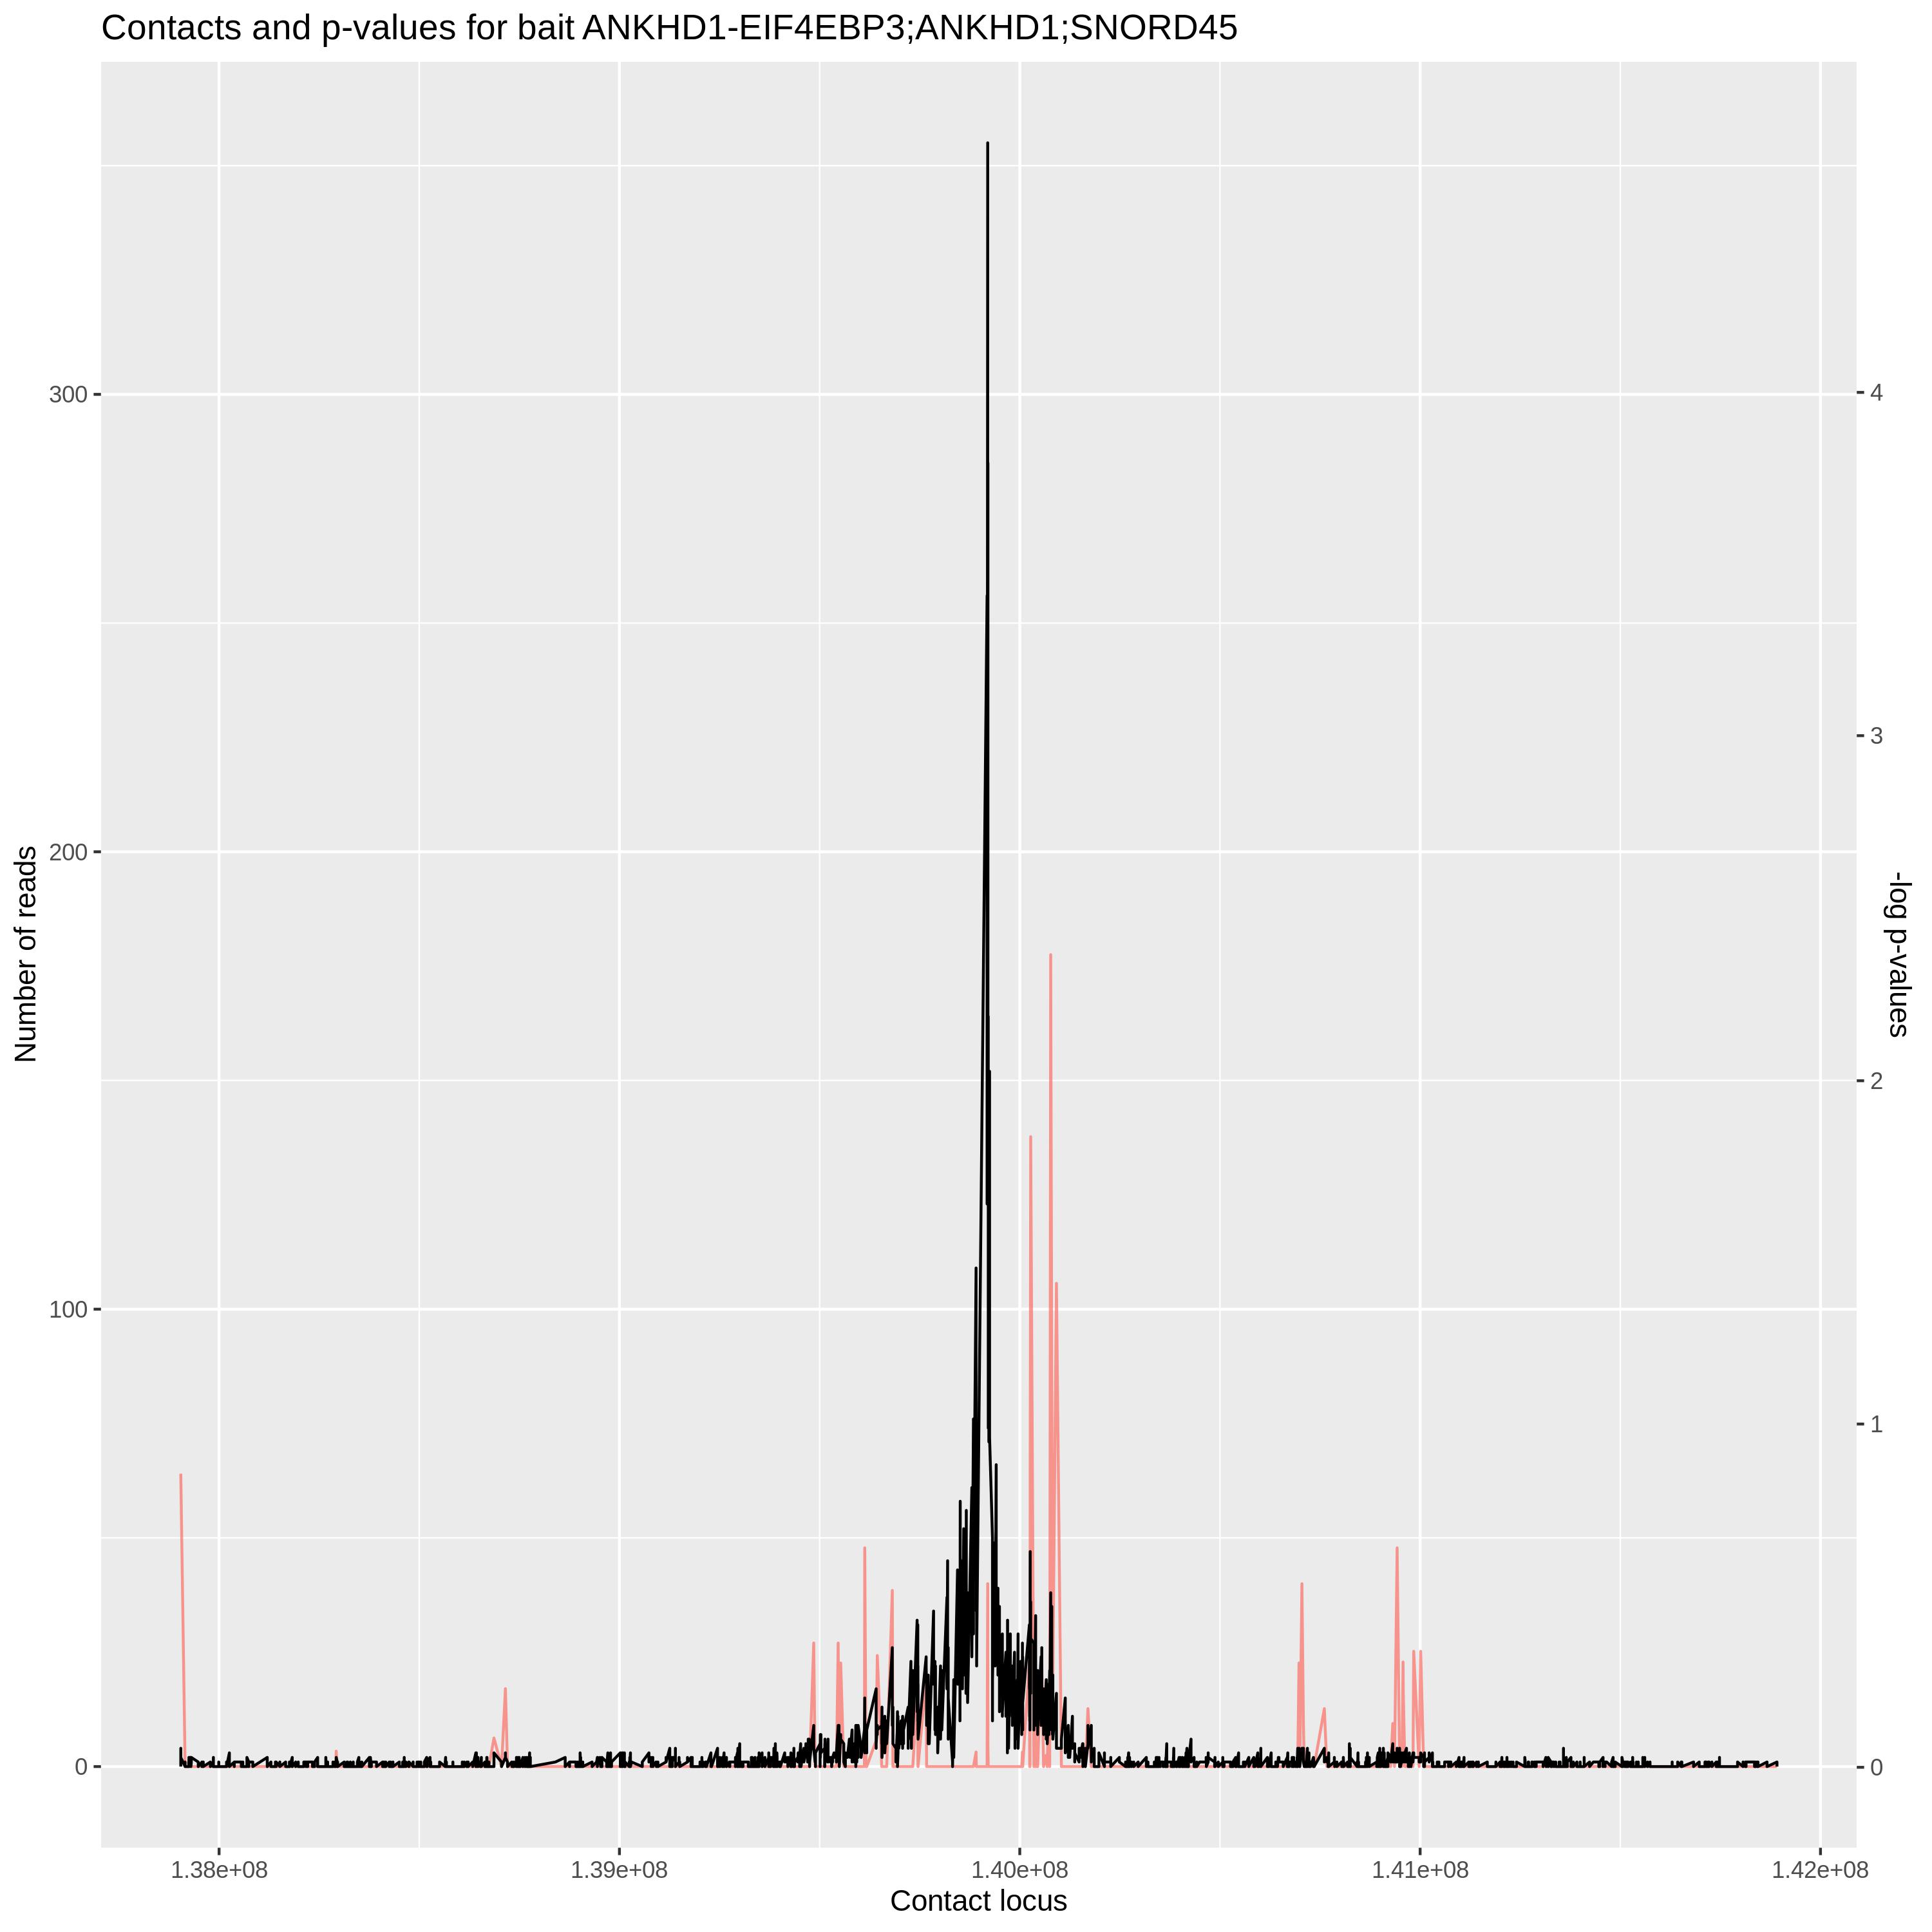 Contacts and p-values for bait ANKHD1-EIF4EBP3;ANKHD1;SNORD45
300
200
100
0
Number of reads
4
3
2
1
0
-log p-values
1.38e+08
1.39e+08
1.40e+08
1.41e+08
1.42e+08
Contact locus